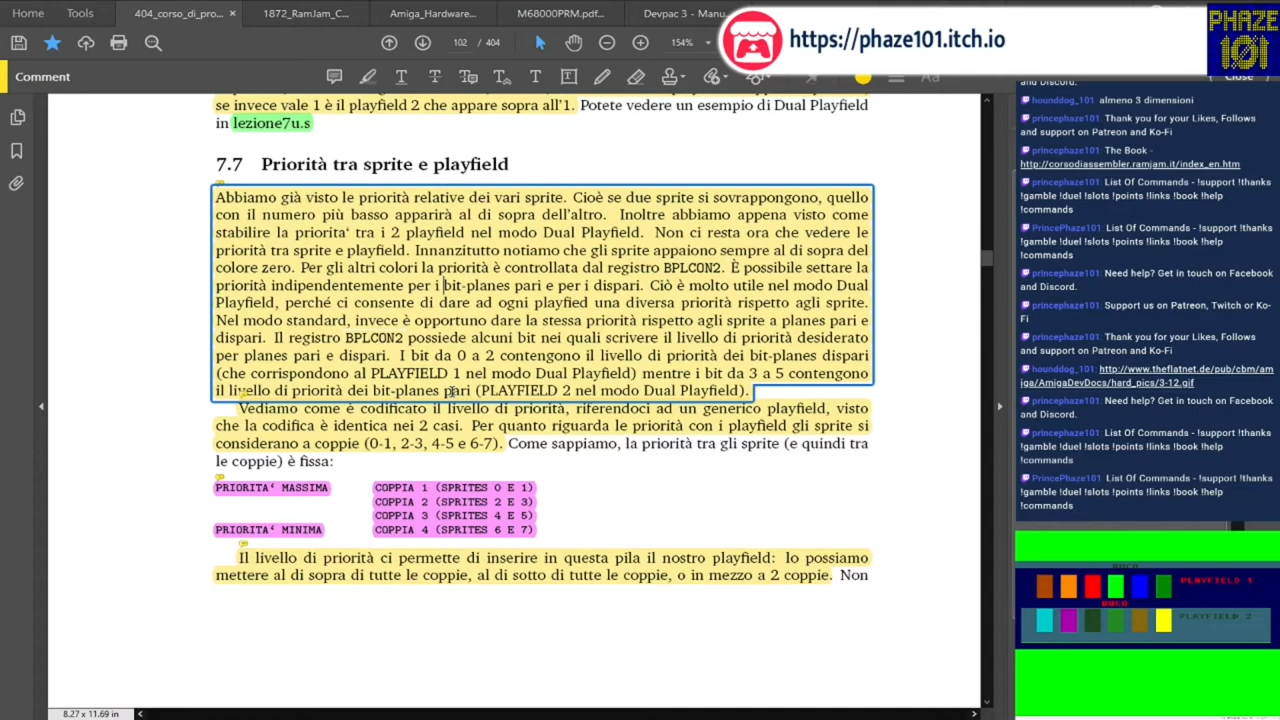 Home
Tools
404_corso_di_pro...
1872_RamJam_C...
Amiga_Hardware...
M68000PRM.pdf...
Devpac 3 - Manu...
https://phaze101.itch.io
PHAZE
101
102 / 404
154%
Comment
Close
se invece vale 1 è il playfield 2 che appare sopra all'1. Potete vedere un esempio di Dual Playfield
in lezione7u.s
7.7 Priorità tra sprite e playfield
Abbiamo già visto le priorità relative dei vari sprite. Cioè se due sprite si sovrappongono, quello
con il numero più basso apparirà al di sopra dell'altro. Inoltre abbiamo appena visto come
stabilire la priorita' tra i 2 playfield nel modo Dual Playfield. Non ci resta ora che vedere le
priorità tra sprite e playfield. Innanzitutto notiamo che gli sprite appaiono sempre al di sopra del
colore zero. Per gli altri colori la priorità è controllata dal registro BPLCON2. È possibile settare la
priorità indipendentemente per i bit-planes pari e per i dispari. Ciò è molto utile nel modo Dual
Playfield, perché ci consente di dare ad ogni playfied una diversa priorità rispetto agli sprite.
Nel modo standard, invece è opportuno dare la stessa priorità rispetto agli sprite a planes pari e
dispari. Il registro BPLCON2 possiede alcuni bit nei quali scrivere il livello di priorità desiderato
per planes pari e dispari. I bit da 0 a 2 contengono il livello di priorità dei bit-planes dispari
(che corrispondono al PLAYFIELD 1 nel modo Dual Playfield) mentre i bit da 3 a 5 contengono
il livello di priorità dei bit-planes pari (PLAYFIELD 2 nel modo Dual Playfield).
Vediamo come è codificato il livello di priorità, riferendoci ad un generico playfield, visto
che la codifica è identica nei 2 casi. Per quanto riguarda le priorità con i playfield gli sprite si
considerano a coppie (0-1, 2-3, 4-5 e 6-7). Come sappiamo, la priorità tra gli sprite (e quindi tra
le coppie) è fissa:
PRIORITA' MASSIMA COPPIA 1 (SPRITES 0 E 1)
COPPIA 2 (SPRITES 2 E 3)
COPPIA 3 (SPRITES 4 E 5)
PRIORITA' MINIMA COPPIA 4 (SPRITES 6 E 7)
Il livello di priorità ci permette di inserire in questa pila il nostro playfield: lo possiamo
mettere al di sopra di tutte le coppie, al di sotto di tutte le coppie, o in mezzo a 2 coppie. Non
8.27 x 11.69 in
and Discord.
hounddog_101 almeno 3 dimensioni
princephaze101: Thank you for your Likes, Follows
and support on Patreon and Ko-Fi
princephaze101: The Book -
http://corsodiassembler.ramjam.it/index_en.htm
princephaze101: List Of Commands - !support !thanks
!gamble !duel !slots !points !links !book !help
!commands
PrincePhaze101: List Of Commands - !support !thanks
!gamble !duel !slots !points !links !book !help
!commands
princephaze101: Need help? Get in touch on Facebook
and Discord.
princephaze101: Support us on Patreon, Twitch or Ko-
Fi
princephaze101: Thank you for your Likes, Follows
and support on Patreon and Ko-Fi
hounddog_101: http://www.theflatnet.de/pub/cbm/am
iga/AmigaDevDocs/hard_pics/3-12.gif
princephaze101: Need help? Get in touch on Facebook
and Discord.
princephaze101: List Of Commands - !support !thanks
!gamble !duel !slots !points !links !book !help
!commands
PrincePhaze101: List Of Commands - !support !thanks
!gamble !duel !slots !points !links !book !help
!commands
PLAYFIELD 1
BUCO
PLAYFIELD 2